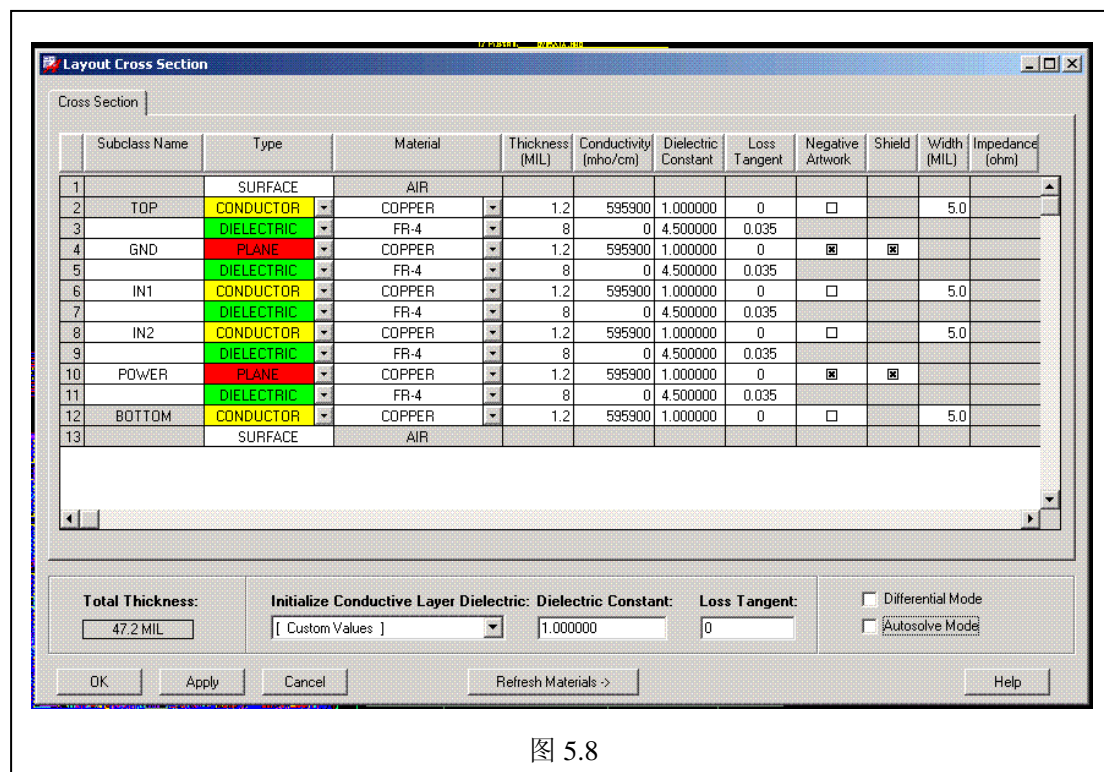 Layout Cross Section
Cross Section
Subclass Name Type Material Thickness (MIL) Conductivity (mho/cm) Dielectric Constant Loss Tangent Negative Artwork Shield Width (MIL) Impedance (ohm)
1 SURFACE AIR
2 TOP CONDUCTOR COPPER 1.2 595900 1.000000 0 5.0
3 DIELECTRIC FR-4 8 0 4.500000 0.035
4 GND PLANE COPPER 1.2 595900 1.000000 0
5 DIELECTRIC FR-4 8 0 4.500000 0.035
6 IN1 CONDUCTOR COPPER 1.2 595900 1.000000 0 5.0
7 DIELECTRIC FR-4 8 0 4.500000 0.035
8 IN2 CONDUCTOR COPPER 1.2 595900 1.000000 0 5.0
9 DIELECTRIC FR-4 8 0 4.500000 0.035
10 POWER PLANE COPPER 1.2 595900 1.000000 0
11 DIELECTRIC FR-4 8 0 4.500000 0.035
12 BOTTOM CONDUCTOR COPPER 1.2 595900 1.000000 0 5.0
13 SURFACE AIR
Total Thickness: Initialize Conductive Layer Dielectric: Dielectric Constant: Loss Tangent: Differential Mode
47.2 MIL [ Custom Values ] 1.000000 0 Autosolve Mode
OK Apply Cancel Refresh Materials -> Help
图 5.8